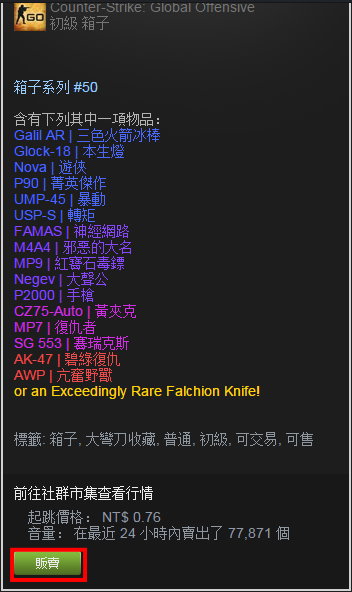 GO
Counter-Strike: Global Offensive
初級 箱子
箱子系列 #50
含有下列其中一項物品：
Galil AR | 三色火箭冰棒
Glock-18 | 本生燈
Nova | 遊俠
P90 | 菁英傑作
UMP-45 | 暴動
USP-S | 轉矩
FAMAS | 神經網路
M4A4 | 邪惡的大名
MP9 | 紅寶石毒鏢
Negev | 大聲公
P2000 | 手槍
CZ75-Auto | 黃夾克
MP7 | 復仇者
SG 553 | 塞瑞克斯
AK-47 | 碧綠復仇
AWP | 亢奮野獸
or an Exceedingly Rare Falchion Knife!
標籤: 箱子, 大彎刀收藏, 普通, 初級, 可交易, 可售
前往社群市集查看行情
起跳價格： NT$ 0.76
音量： 在最近 24 小時內賣出了 77,871 個
販賣